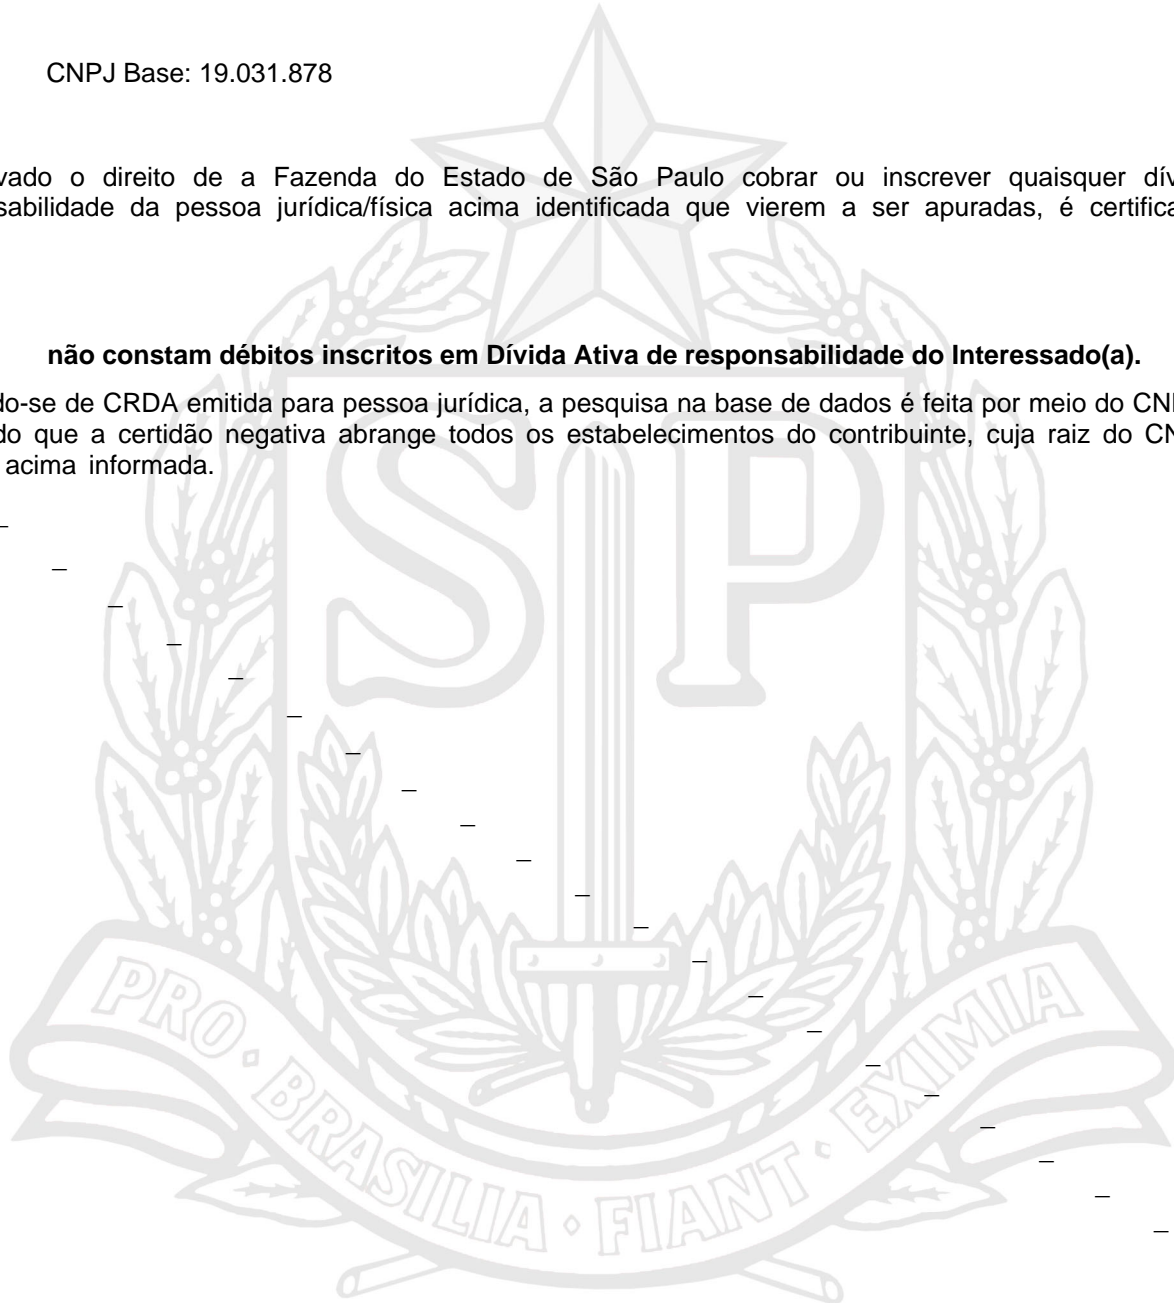 CNPJ Base: 19.031.878
vado o direito de a Fazenda do Estado de São Paulo cobrar ou inscrever quaisquer dív
sabilidade da pessoa jurídica/física acima identificada que vierem a ser apuradas, é certifica
não constam débitos inscritos em Dívida Ativa de responsabilidade do Interessado(a).
do-se de CRDA emitida para pessoa jurídica, a pesquisa na base de dados é feita por meio do CN
do que a certidão negativa abrange todos os estabelecimentos do contribuinte, cuja raiz do CN
acima informada.
SP
PRO · BRASILIA · FIANT · EXIMIA